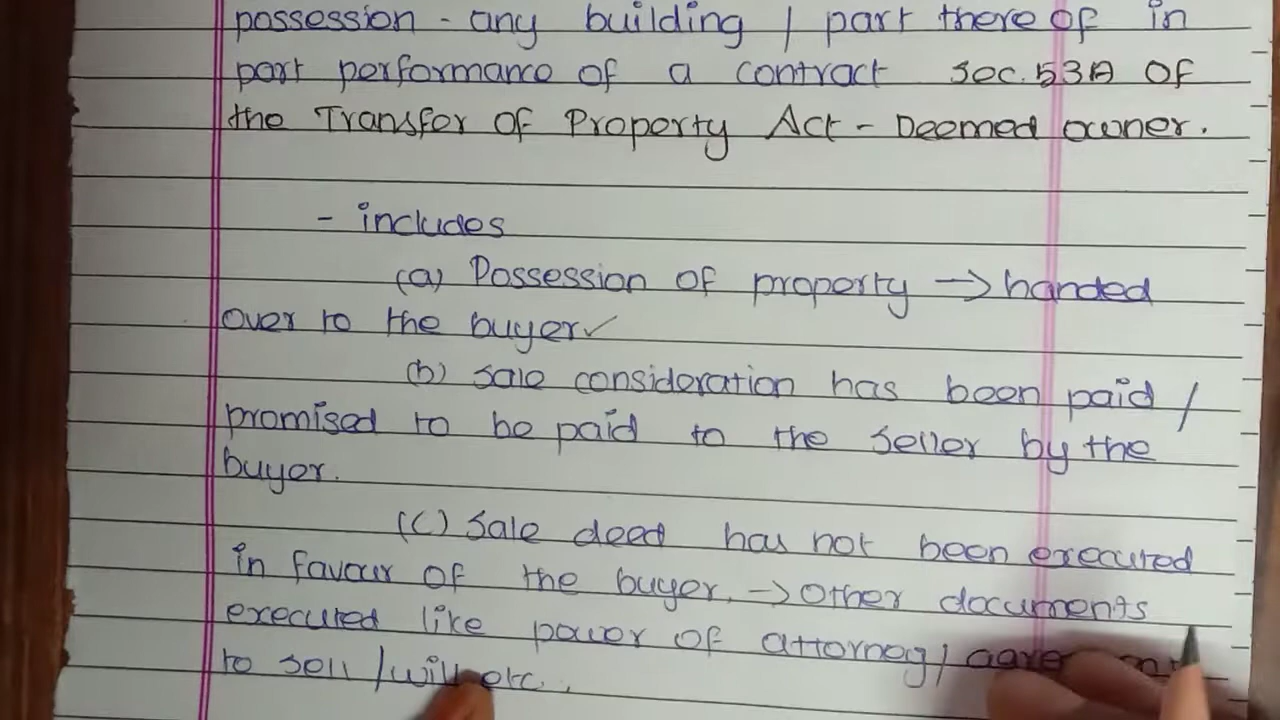 possession - any building / part there of in
part performance of a contract Sec. 53A OF
the Transfer of Property Act - Deemed owner.
- includes
(a) Possession of property → handed
over to the buyer ✓
(b) sale consideration has been paid /
promised to be paid to the seller by the
buyer.
(c) sale deed has not been executed
in favour of the buyer. → other documents
executed like power of attorney /
to sell / will etc.